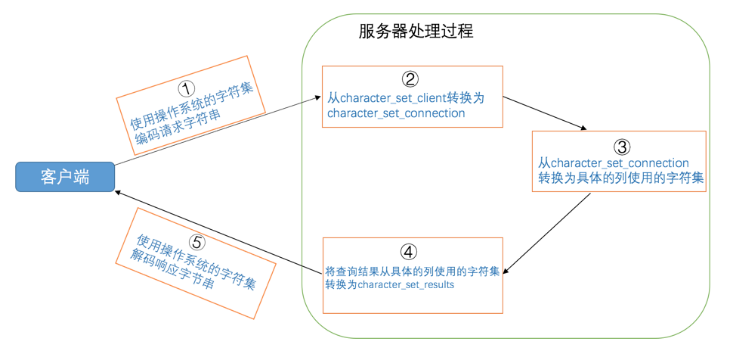 服务器处理过程
①
使用操作系统的字符集
编码请求字符串
②
从character_set_client转换为
character_set_connection
③
从character_set_connection
转换为具体的列使用的字符集
客户端
④
将查询结果从具体的列使用的字符集
转换为character_set_results
⑤
使用操作系统的字符集
解码响应字节串